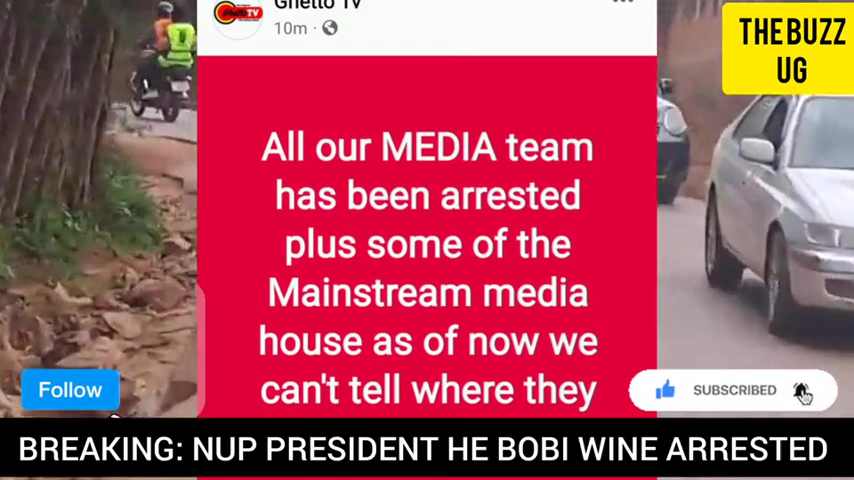 Ghetto TV
10m ·
THE BUZZ
UG
All our MEDIA team
has been arrested
plus some of the
Mainstream media
house as of now we
can't tell where they
Follow
SUBSCRIBED
BREAKING: NUP PRESIDENT HE BOBI WINE ARRESTED